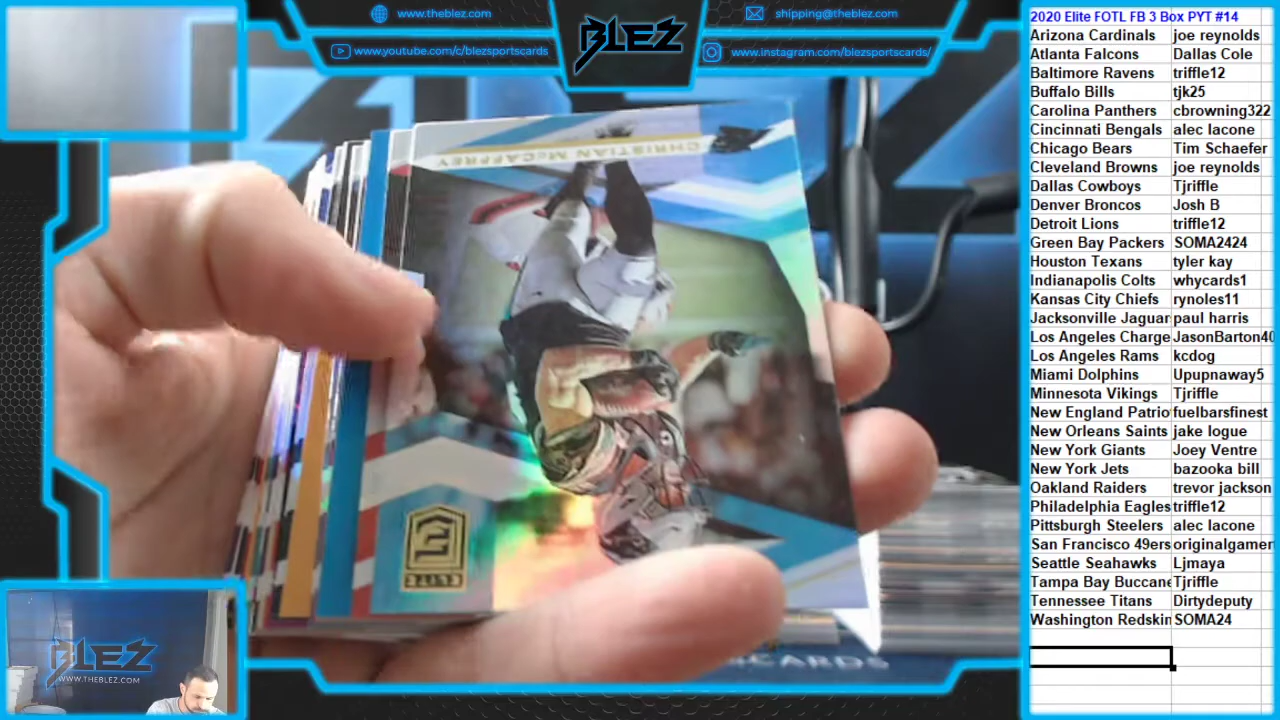 www.theblez.com
shipping@theblez.com
www.youtube.com/c/blezsportscards
BLEZ
www.instagram.com/blezsportscards/
CHRISTIAN McCAFFREY
ELITE
BLEZ
WWW.THEBLEZ.COM
2020 Elite FOTL FB 3 Box PYT #14
Arizona Cardinals joe reynolds
Atlanta Falcons Dallas Cole
Baltimore Ravens triffle12
Buffalo Bills tjk25
Carolina Panthers cbrowning322
Cincinnati Bengals alec Iacone
Chicago Bears Tim Schaefer
Cleveland Browns joe reynolds
Dallas Cowboys Tjriffle
Denver Broncos Josh B
Detroit Lions triffle12
Green Bay Packers SOMA2424
Houston Texans tyler kay
Indianapolis Colts whycards1
Kansas City Chiefs rynoles11
Jacksonville Jaguar paul harris
Los Angeles Charge JasonBarton40
Los Angeles Rams kcdog
Miami Dolphins Upupnaway5
Minnesota Vikings Tjriffle
New England Patrio fuelbarsfinest
New Orleans Saints jake logue
New York Giants Joey Ventre
New York Jets bazooka bill
Oakland Raiders trevor jackson
Philadelphia Eagles triffle12
Pittsburgh Steelers alec Iacone
San Francisco 49ers originalgamer
Seattle Seahawks Ljmaya
Tampa Bay Buccane Tjriffle
Tennessee Titans Dirtydeputy
Washington Redskin SOMA24